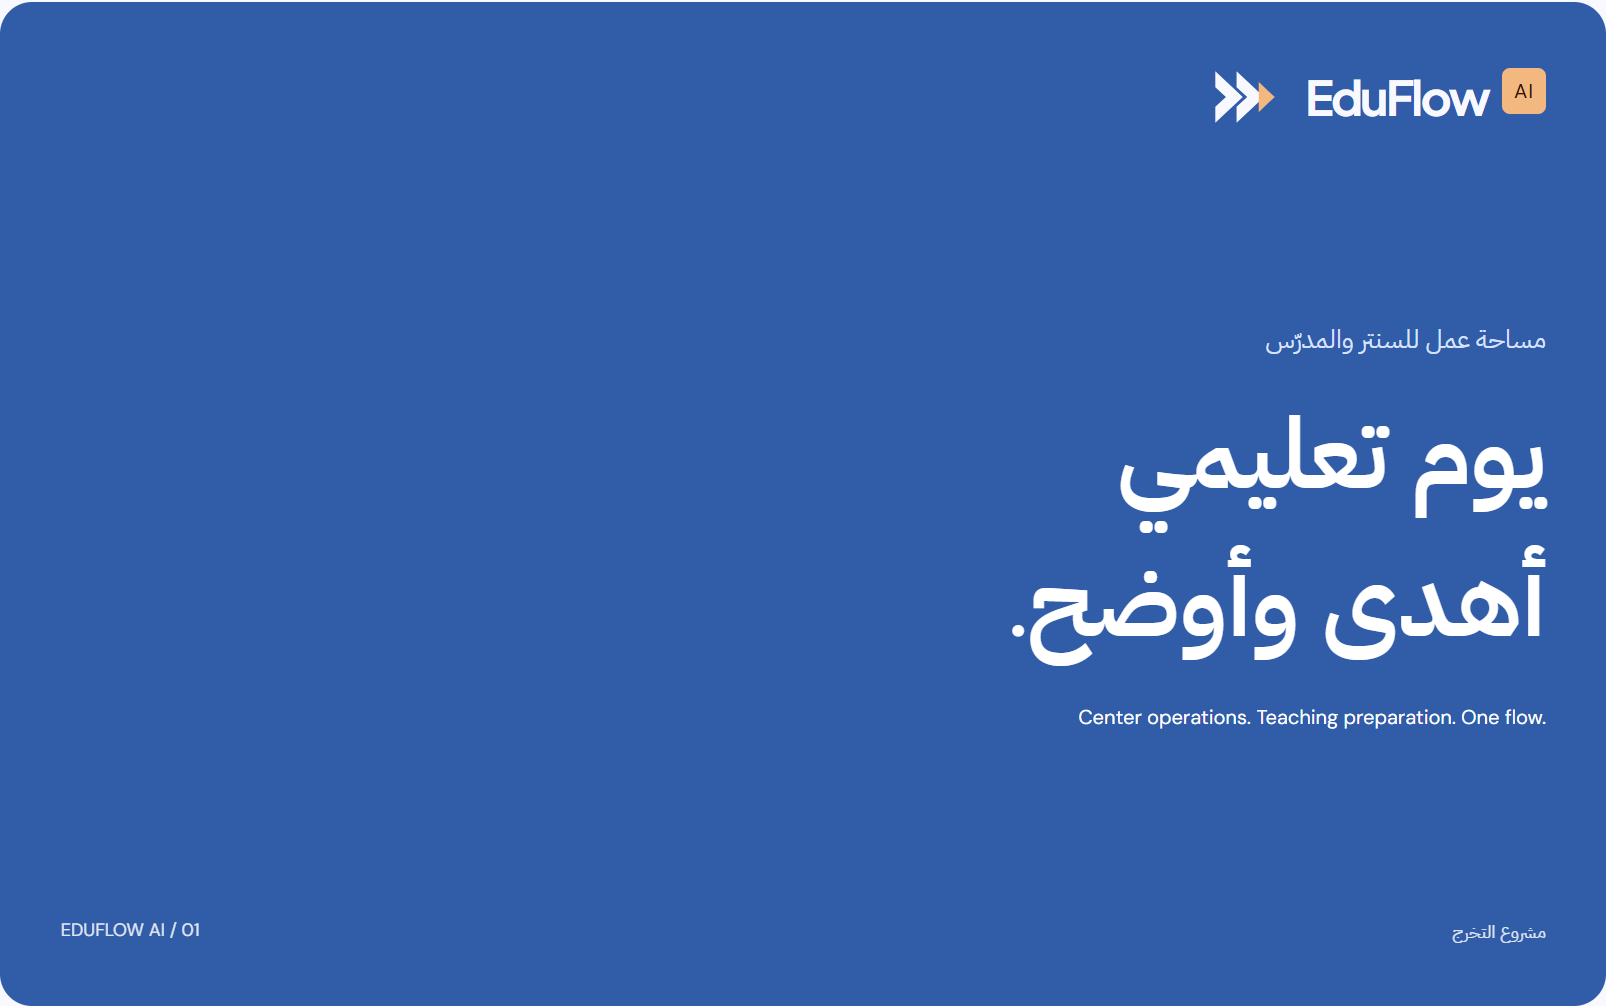 EduFlow AI
مساحة عمل للسنتر والمدرّس
يوم تعليمي
أهدى وأوضح.
Center operations. Teaching preparation. One flow.
مشروع التخرج
EDUFLOW AI / 01